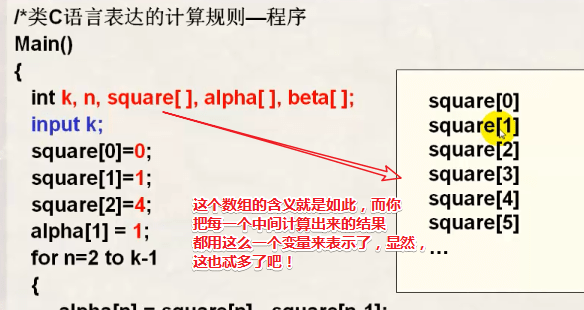 /*类C语言表达的计算规则—程序
Main()
{
int k, n, square[ ], alpha[ ], beta[ ];
input k;
square[0]=0;
square[1]=1;
square[2]=4;
alpha[1] = 1;
for n=2 to k-1
{
alpha[n] = square[n] - square[n-1];
square[0]
square[1]
square[2]
square[3]
square[4]
square[5]
…
这个数组的含义就是如此，而你
把每一个中间计算出来的结果
都用这么一个变量来表示了，显然，
这也忒多了吧！